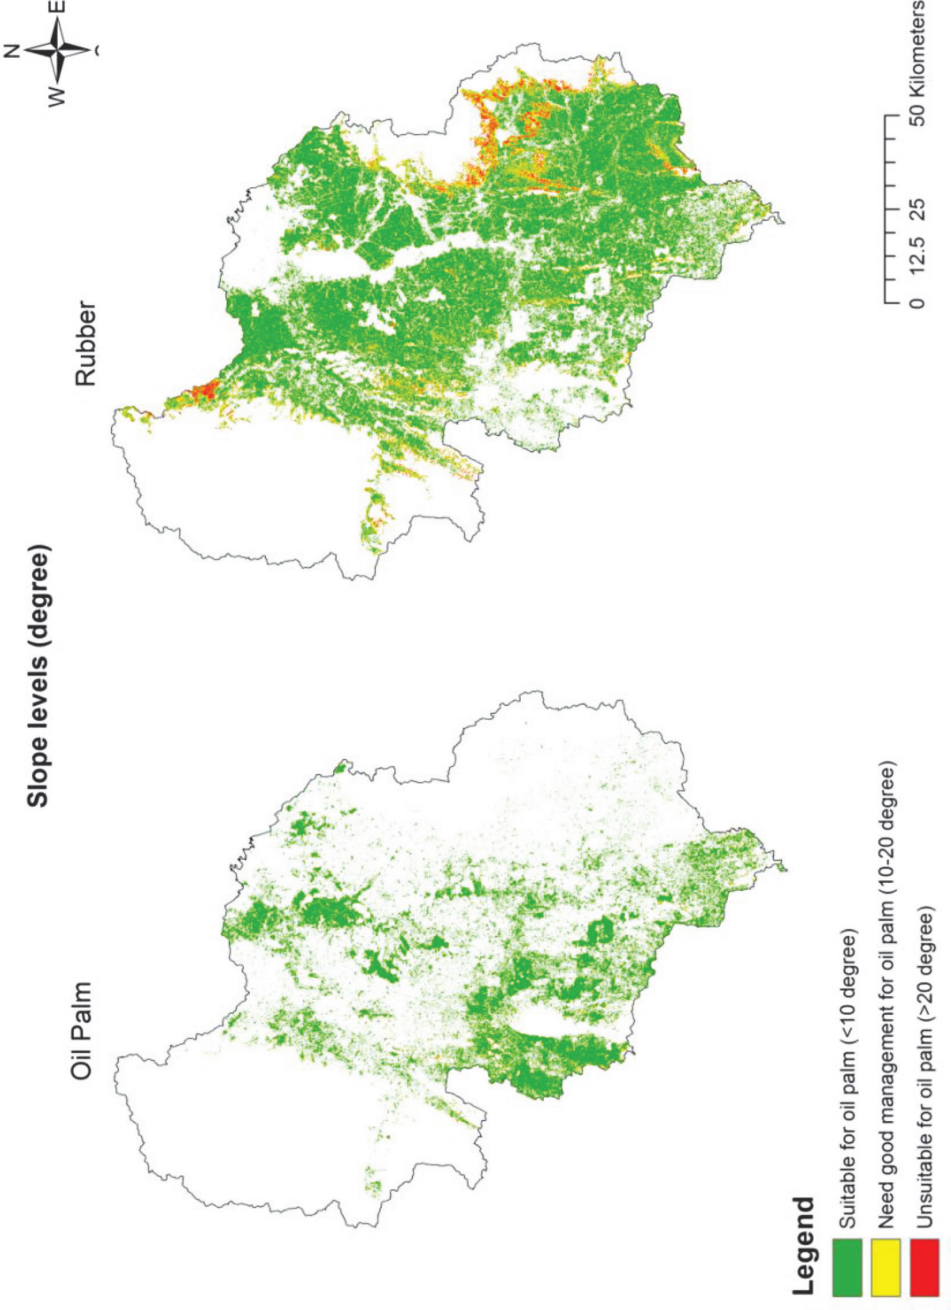 Slope levels (degree)
N
W
E
Oil Palm
Rubber
Legend
Suitable for oil palm (<10 degree)
Need good management for oil palm (10-20 degree)
Unsuitable for oil palm (>20 degree)
0 12.5 25 50 Kilometers